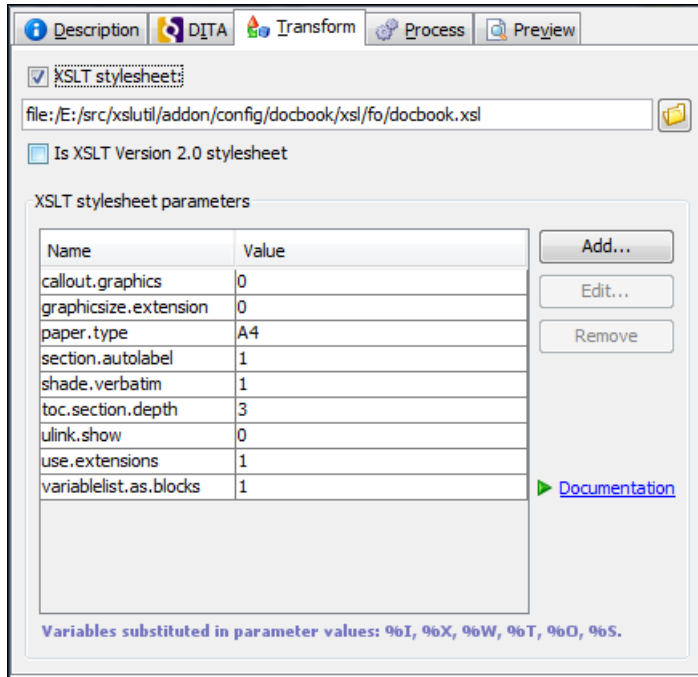 Description DITA Transform Process Preview
XSLT stylesheet:
file:/E:/src/xslutil/addon/config/docbook/xsl/fo/docbook.xsl
Is XSLT Version 2.0 stylesheet
XSLT stylesheet parameters
Name Value Add...
callout.graphics 0 Edit...
graphicsize.extension 0
paper.type A4 Remove
section.autolabel 1
shade.verbatim 1
toc.section.depth 3
ulink.show 0
use.extensions 1
variablelist.as.blocks 1 Documentation
Variables substituted in parameter values: %I, %X, %W, %T, %O, %S.